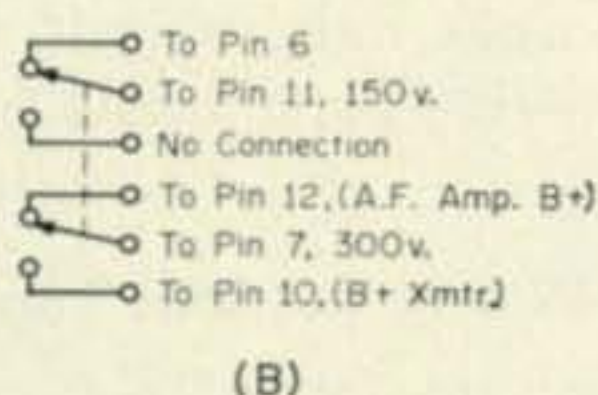 To Pin 6
To Pin 11, 150v.
No Connection
To Pin 12,(A.F. Amp. B+)
To Pin 7, 300v.
To Pin 10,(B+ Xmtr.)
(B)